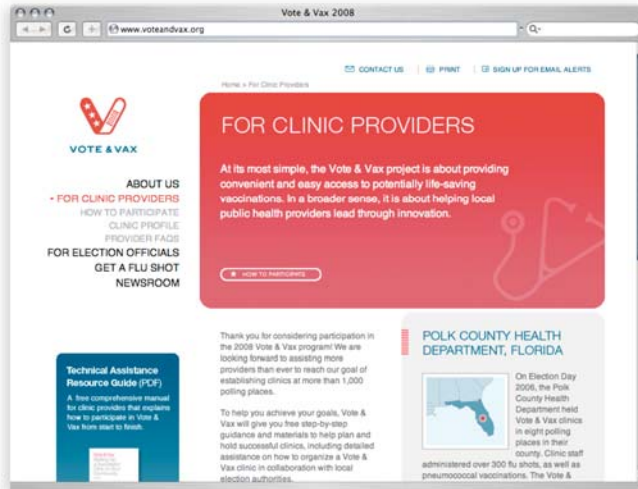 Vote & Vax 2008
www.voteandvax.org
Q
CONTACT US
PRINT
SIGN UP FOR EMAIL ALERTS
Home » For Clinic Providers
VOTE & VAX
ABOUT US
• FOR CLINIC PROVIDERS
HOW TO PARTICIPATE
CLINIC PROFILE
PROVIDER FAQS
FOR ELECTION OFFICIALS
GET A FLU SHOT
NEWSROOM
FOR CLINIC PROVIDERS
At its most simple, the Vote & Vax project is about providing
convenient and easy access to potentially life-saving
vaccinations. In a broader sense, it is about helping local
public health providers lead through innovation.
HOW TO PARTICIPATE
Technical Assistance
Resource Guide (PDF)
A free comprehensive manual
for clinic provides that explains
how to participate in Vote &
Vax from start to finish.
Thank you for considering participation in
the 2008 Vote & Vax program! We are
looking forward to assisting more
providers than ever to reach our goal of
establishing clinics at more than 1,000
polling places.
To help you achieve your goals, Vote &
Vax will give you free step-by-step
guidance and materials to help plan and
hold successful clinics, including detailed
assistance on how to organize a Vote &
Vax clinic in collaboration with local
election authorities.
POLK COUNTY HEALTH
DEPARTMENT, FLORIDA
On Election Day
2006, the Polk
County Health
Department held
Vote & Vax clinics
in eight polling
places in their
county. Clinic staff
administered over 300 flu shots, as well as
pneumococcal vaccinations. The Vote &